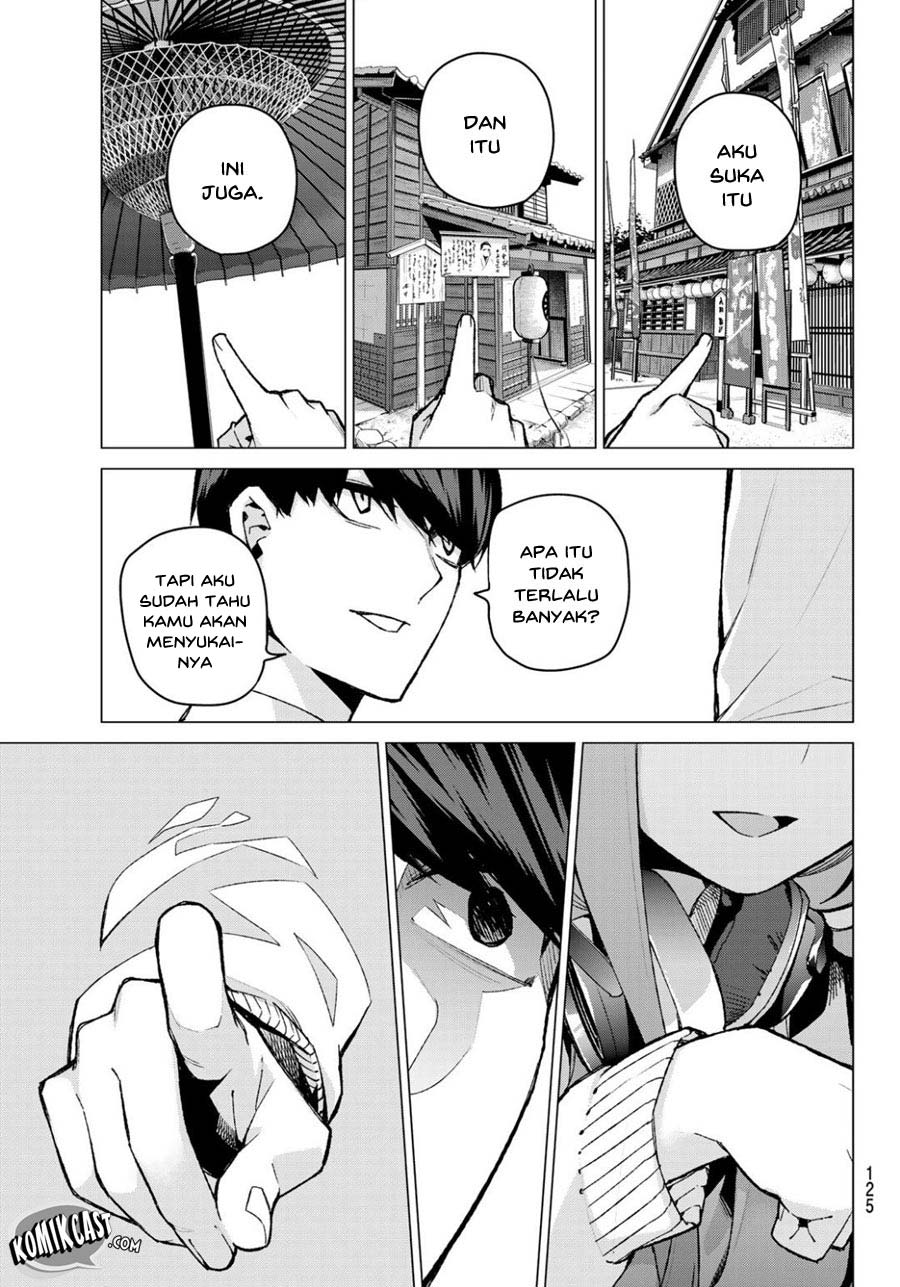 AKU
SUKA
ITU
DAN
ITU
INI
JUGA.
APA ITU
TIDAK
TERLALU
BANYAK?
TAPI AKU
SUDAH TAHU
KAMU AKAN
MENYUKAI-
NYA
125
KOMIKCAST.COM